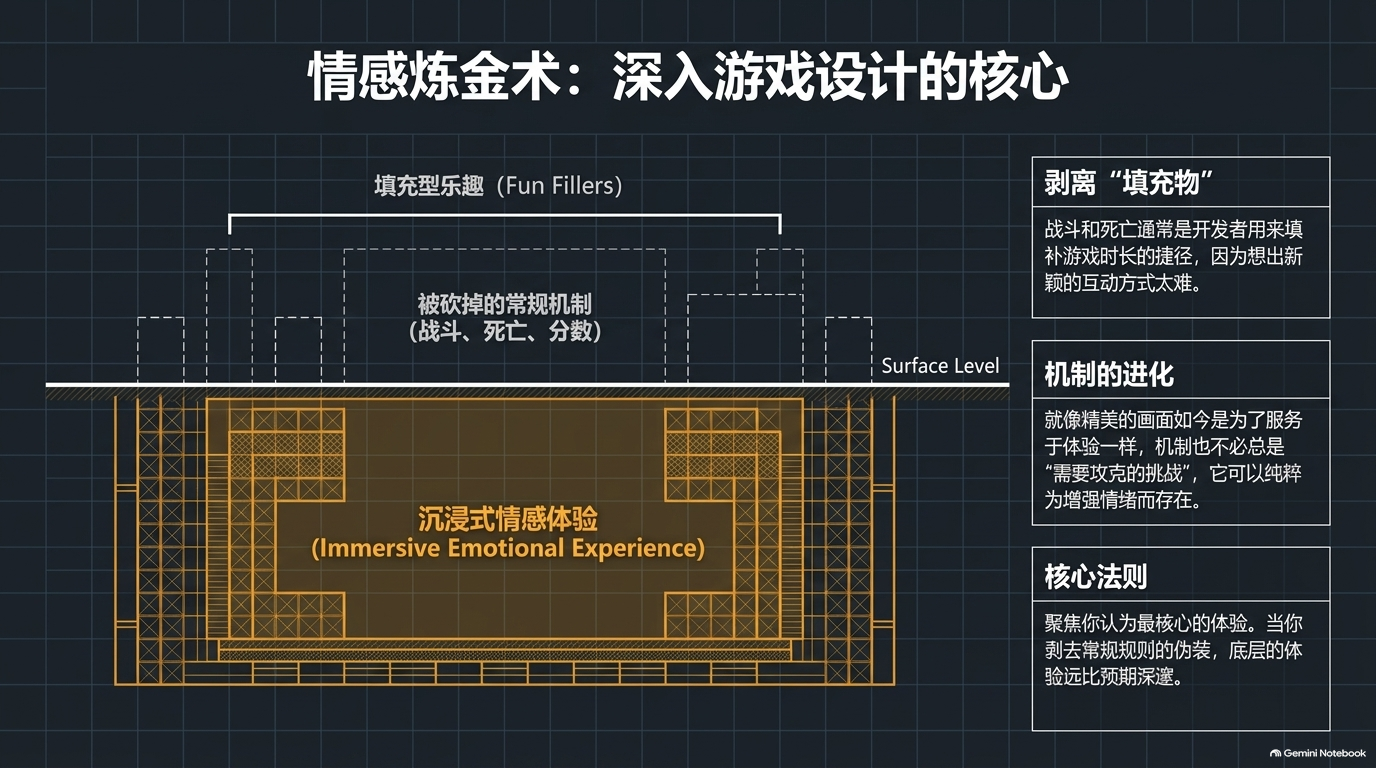 情感炼金术：深入游戏设计的核心
填充型乐趣（Fun Fillers）
被砍掉的常规机制
（战斗、死亡、分数）
Surface Level
沉浸式情感体验
(Immersive Emotional Experience)
剥离“填充物”
战斗和死亡通常是开发者用来填
补游戏时长的捷径，因为想出新
颖的互动方式太难。
机制的进化
就像精美的画面如今是为了服务
于体验一样，机制也不必总是
“需要攻克的挑战”，它可以纯粹
为增强情绪而存在。
核心法则
聚焦你认为最核心的体验。当你
剥去常规规则的伪装，底层的体
验远比预期深邃。
Gemini Notebook